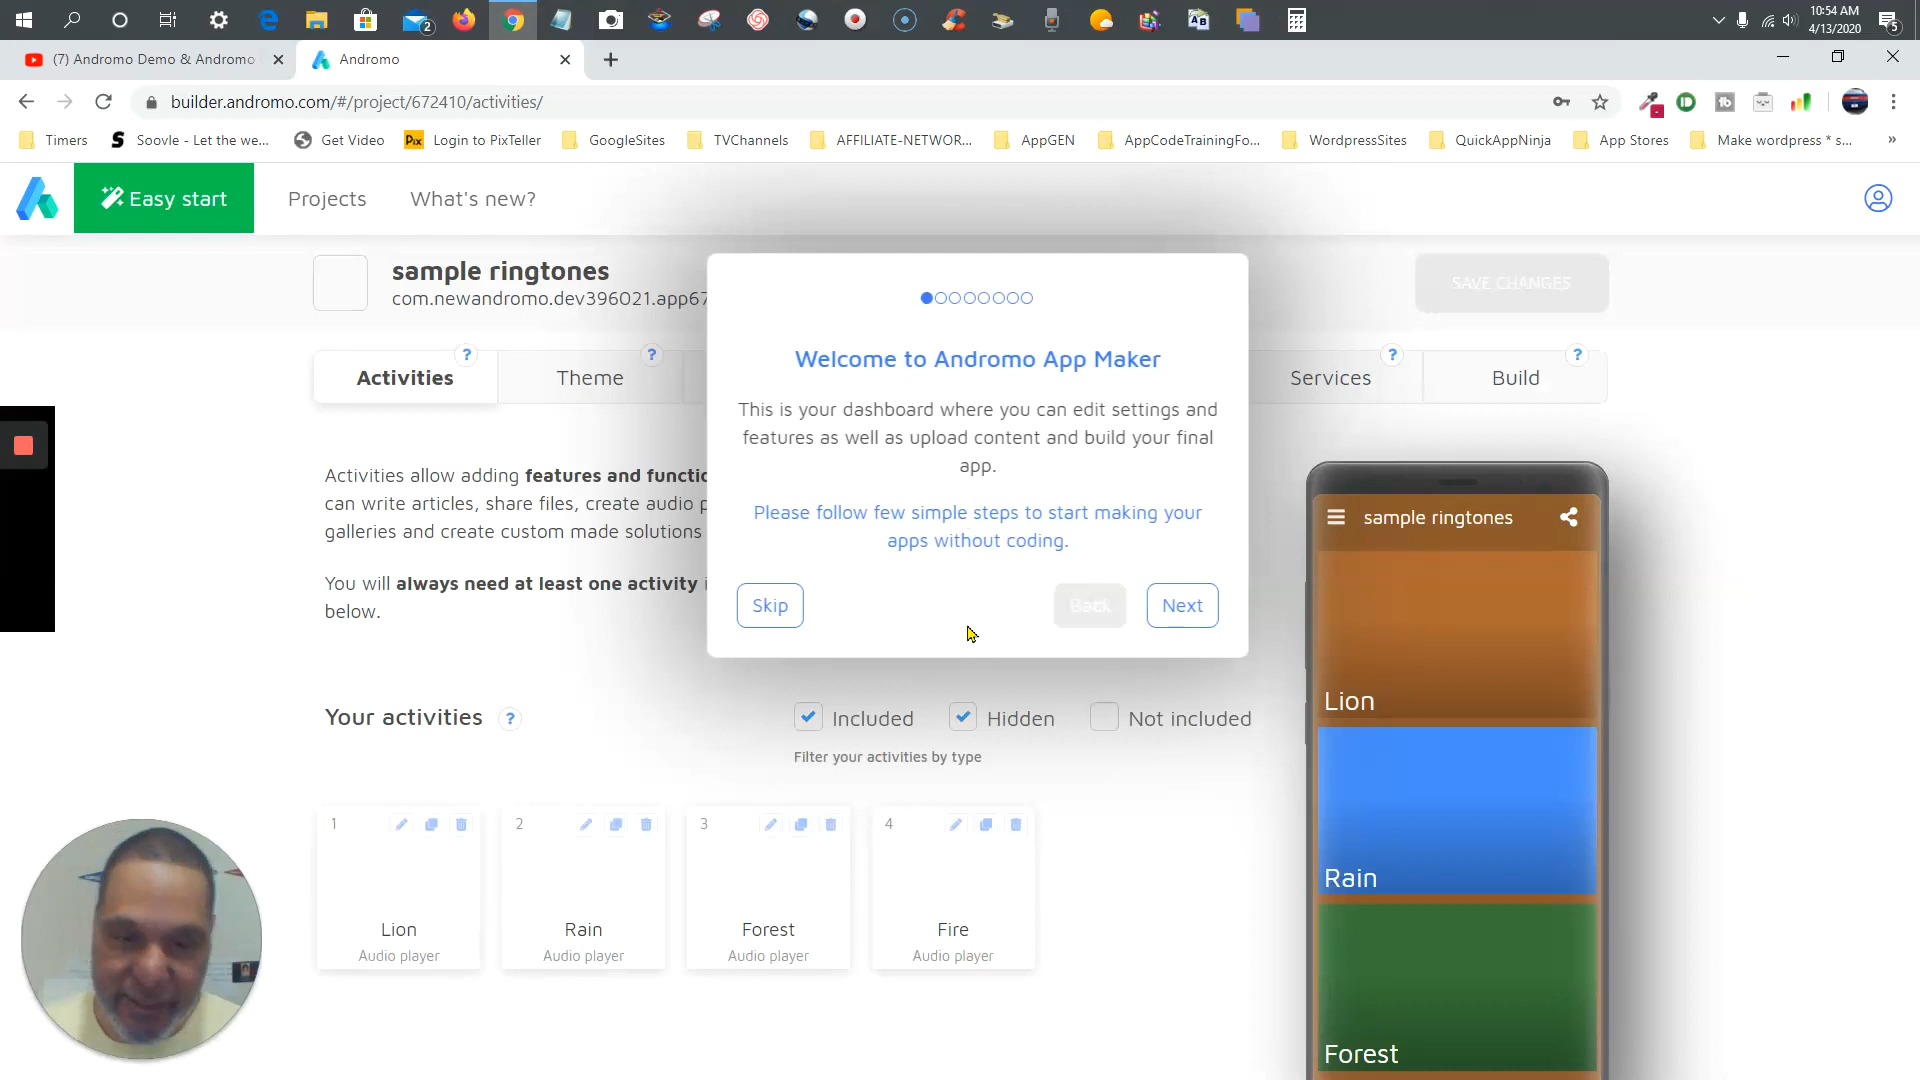 2
10:54 AM
4/13/2020
5
(7) Andromo Demo & Andromo
Andromo
builder.andromo.com/#/project/672410/activities/
Timers
Soovle - Let the we...
Get Video
Pix
Login to PixTeller
GoogleSites
TVChannels
AFFILIATE-NETWOR...
AppGEN
AppCodeTrainingFo...
WordpressSites
QuickAppNinja
App Stores
Make wordpress * s...
»
Easy start
Projects
What's new?
sample ringtones
com.newandromo.dev396021.app67
SAVE CHANGES
Activities
?
Theme
?
Services
?
Build
?
Welcome to Andromo App Maker
This is your dashboard where you can edit settings and
features as well as upload content and build your final
app.
Please follow few simple steps to start making your
apps without coding.
Skip
Back
Next
Activities allow adding features and functio
can write articles, share files, create audio p
galleries and create custom made solutions
You will always need at least one activity i
below.
Your activities ?
Included
Hidden
Not included
Filter your activities by type
1
Lion
Audio player
2
Rain
Audio player
3
Forest
Audio player
4
Fire
Audio player
sample ringtones
Lion
Rain
Forest